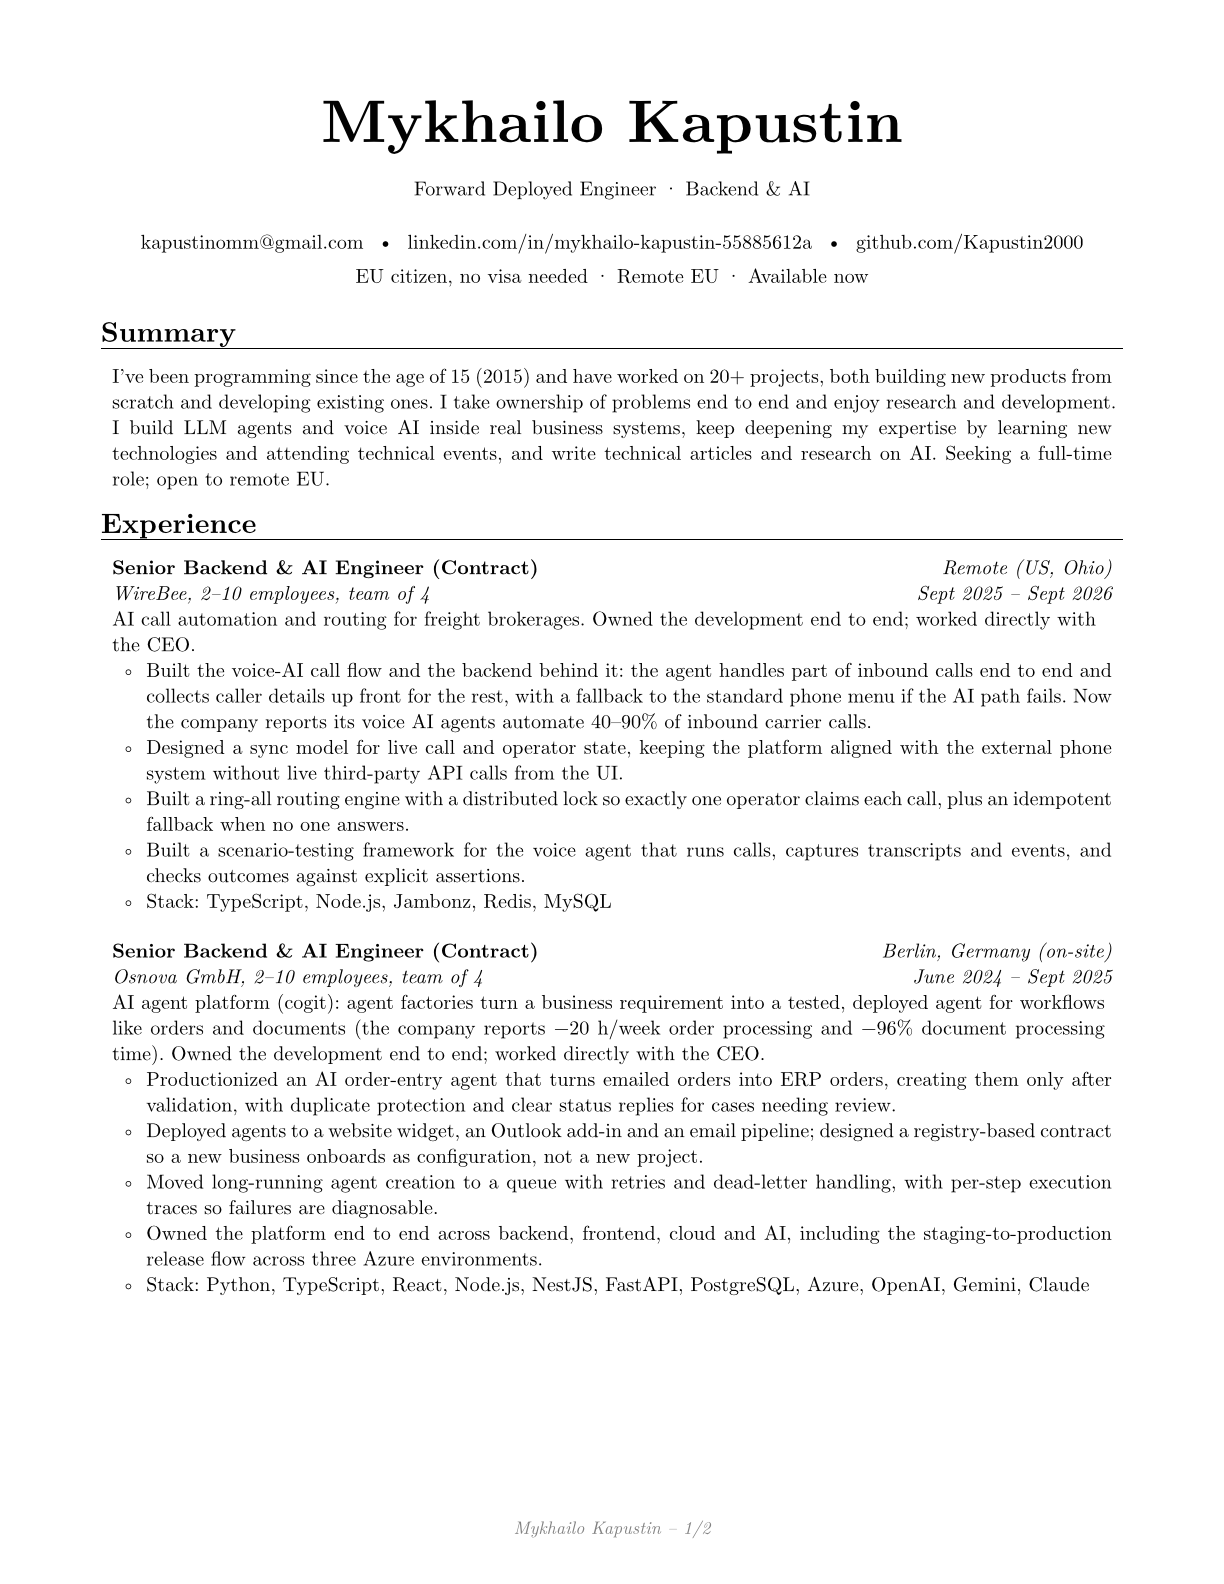 Mykhailo Kapustin
Forward Deployed Engineer · Backend & AI
kapustinomm@gmail.com • linkedin.com/in/mykhailo-kapustin-55885612a • github.com/Kapustin2000
EU citizen, no visa needed · Remote EU · Available now
Summary
I've been programming since the age of 15 (2015) and have worked on 20+ projects, both building new products from
scratch and developing existing ones. I take ownership of problems end to end and enjoy research and development.
I build LLM agents and voice AI inside real business systems, keep deepening my expertise by learning new
technologies and attending technical events, and write technical articles and research on AI. Seeking a full-time
role; open to remote EU.
Experience
Senior Backend & AI Engineer (Contract) Remote (US, Ohio)
WireBee, 2–10 employees, team of 4 Sept 2025 – Sept 2026
AI call automation and routing for freight brokerages. Owned the development end to end; worked directly with
the CEO.
◦ Built the voice-AI call flow and the backend behind it: the agent handles part of inbound calls end to end and
collects caller details up front for the rest, with a fallback to the standard phone menu if the AI path fails. Now
the company reports its voice AI agents automate 40–90% of inbound carrier calls.
◦ Designed a sync model for live call and operator state, keeping the platform aligned with the external phone
system without live third-party API calls from the UI.
◦ Built a ring-all routing engine with a distributed lock so exactly one operator claims each call, plus an idempotent
fallback when no one answers.
◦ Built a scenario-testing framework for the voice agent that runs calls, captures transcripts and events, and
checks outcomes against explicit assertions.
◦ Stack: TypeScript, Node.js, Jambonz, Redis, MySQL
Senior Backend & AI Engineer (Contract) Berlin, Germany (on-site)
Osnova GmbH, 2–10 employees, team of 4 June 2024 – Sept 2025
AI agent platform (cogit): agent factories turn a business requirement into a tested, deployed agent for workflows
like orders and documents (the company reports −20 h/week order processing and −96% document processing
time). Owned the development end to end; worked directly with the CEO.
◦ Productionized an AI order-entry agent that turns emailed orders into ERP orders, creating them only after
validation, with duplicate protection and clear status replies for cases needing review.
◦ Deployed agents to a website widget, an Outlook add-in and an email pipeline; designed a registry-based contract
so a new business onboards as configuration, not a new project.
◦ Moved long-running agent creation to a queue with retries and dead-letter handling, with per-step execution
traces so failures are diagnosable.
◦ Owned the platform end to end across backend, frontend, cloud and AI, including the staging-to-production
release flow across three Azure environments.
◦ Stack: Python, TypeScript, React, Node.js, NestJS, FastAPI, PostgreSQL, Azure, OpenAI, Gemini, Claude
Mykhailo Kapustin – 1/2